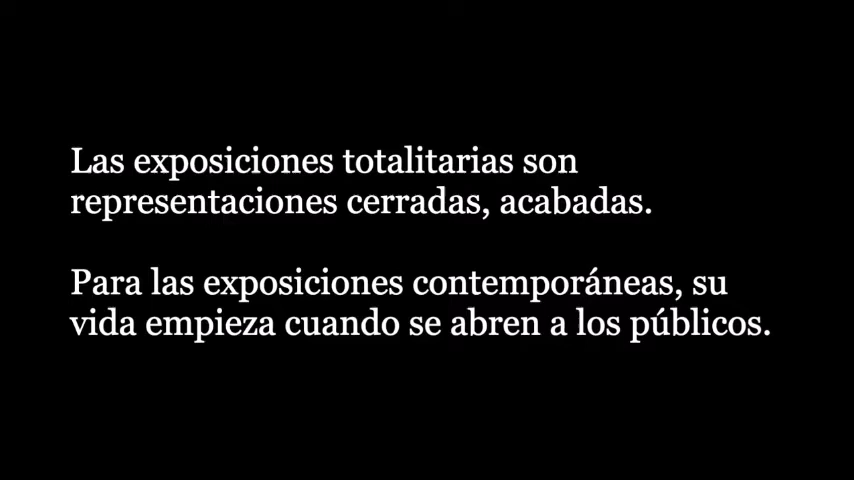 Las exposiciones totalitarias son
representaciones cerradas, acabadas.
Para las exposiciones contemporáneas, su
vida empieza cuando se abren a los públicos.